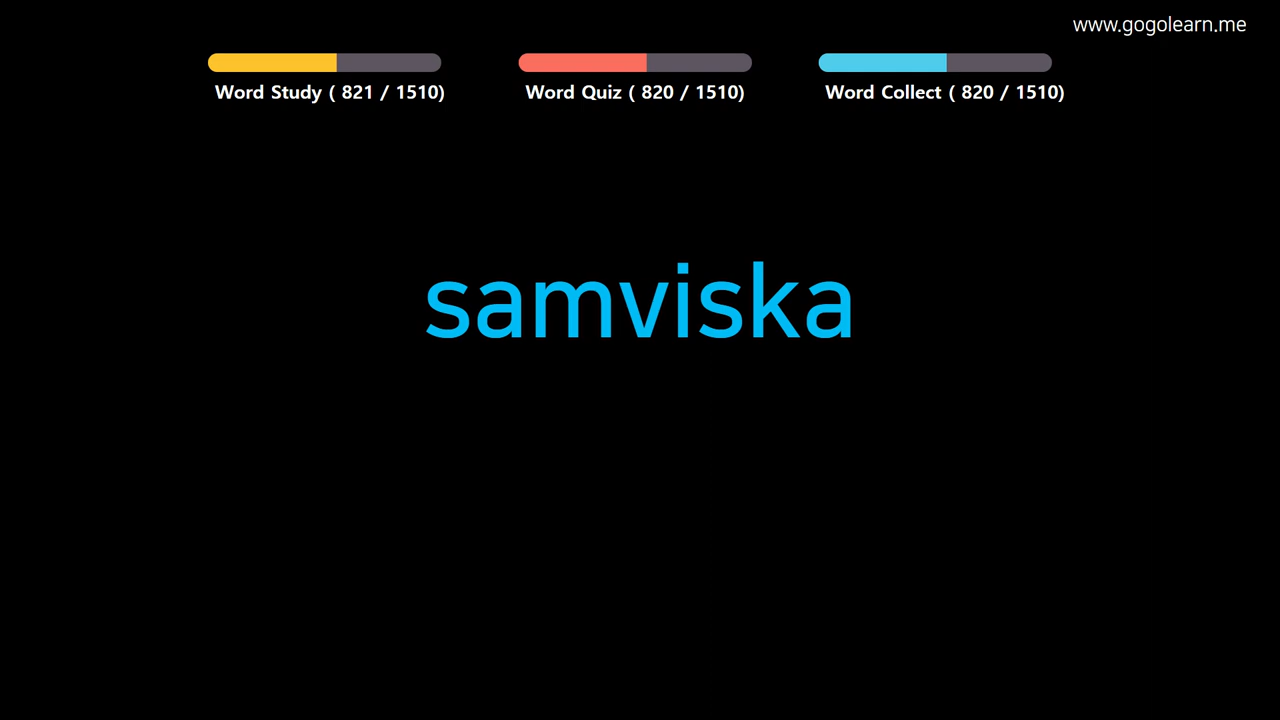 www.gogolearn.me
Word Study ( 821 / 1510)
Word Quiz ( 820 / 1510)
Word Collect ( 820 / 1510)
samviska